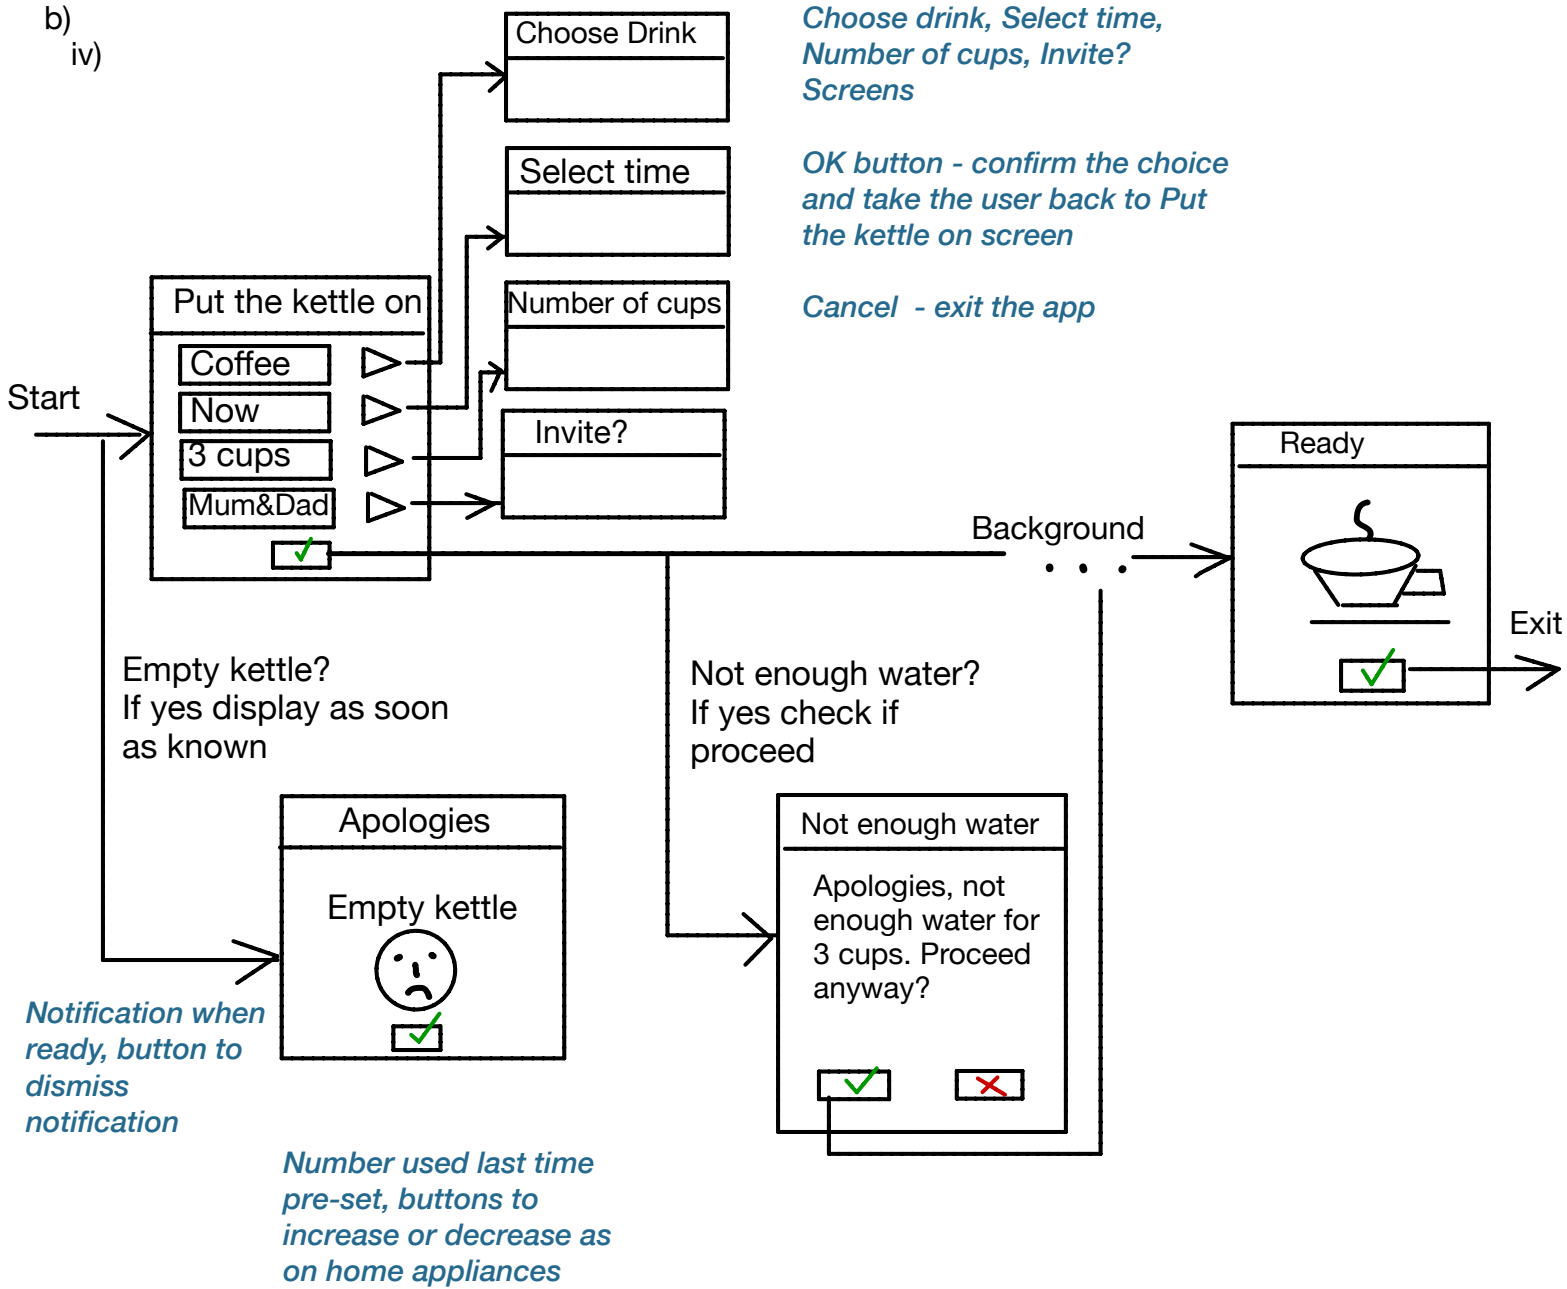 b)
iv)
Choose Drink
Select time
Number of cups
Invite?
Choose drink, Select time,
Number of cups, Invite?
Screens
OK button - confirm the choice
and take the user back to Put
the kettle on screen
Cancel - exit the app
Start
Put the kettle on
Coffee
Now
3 cups
Mum&Dad
Background
...
Ready
Exit
Empty kettle?
If yes display as soon
as known
Not enough water?
If yes check if
proceed
Apologies
Empty kettle
Not enough water
Apologies, not
enough water for
3 cups. Proceed
anyway?
Notification when
ready, button to
dismiss
notification
Number used last time
pre-set, buttons to
increase or decrease as
on home appliances